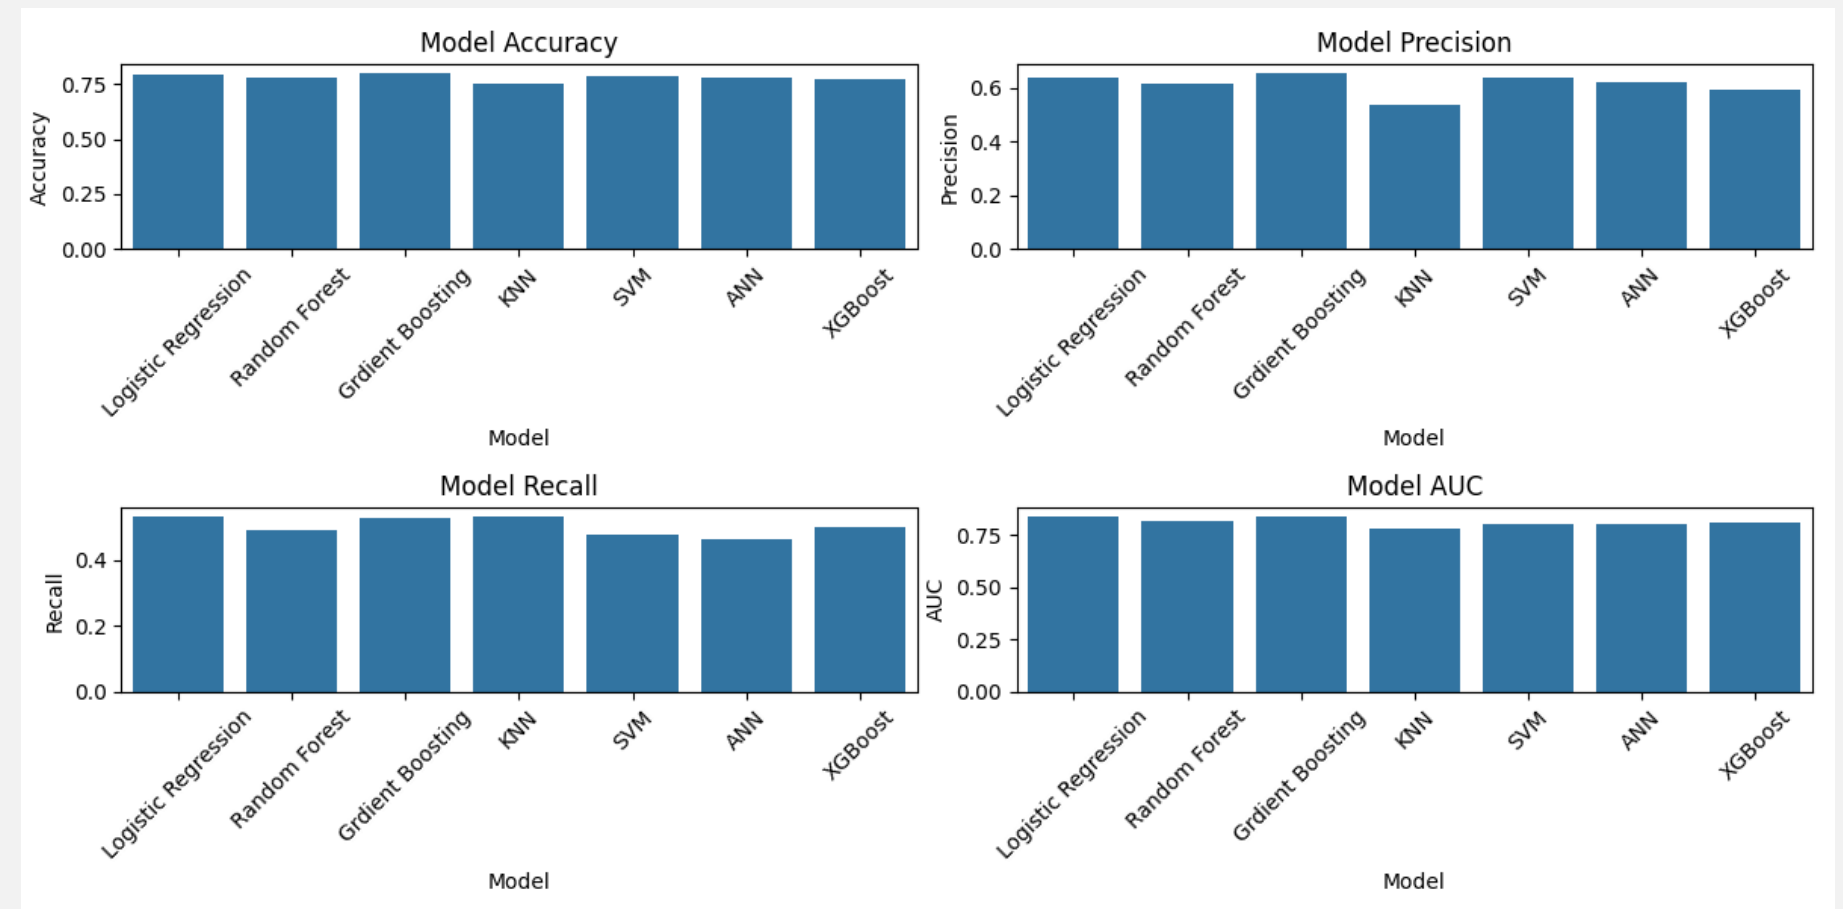 Model Accuracy
Accuracy
0.75
0.50
0.25
0.00
Logistic Regression
Random Forest
Grdient Boosting
KNN
SVM
ANN
XGBoost
Model
Model Precision
Precision
0.6
0.4
0.2
0.0
Logistic Regression
Random Forest
Grdient Boosting
KNN
SVM
ANN
XGBoost
Model
Model Recall
Recall
0.4
0.2
0.0
Logistic Regression
Random Forest
Grdient Boosting
KNN
SVM
ANN
XGBoost
Model
Model AUC
AUC
0.75
0.50
0.25
0.00
Logistic Regression
Random Forest
Grdient Boosting
KNN
SVM
ANN
XGBoost
Model